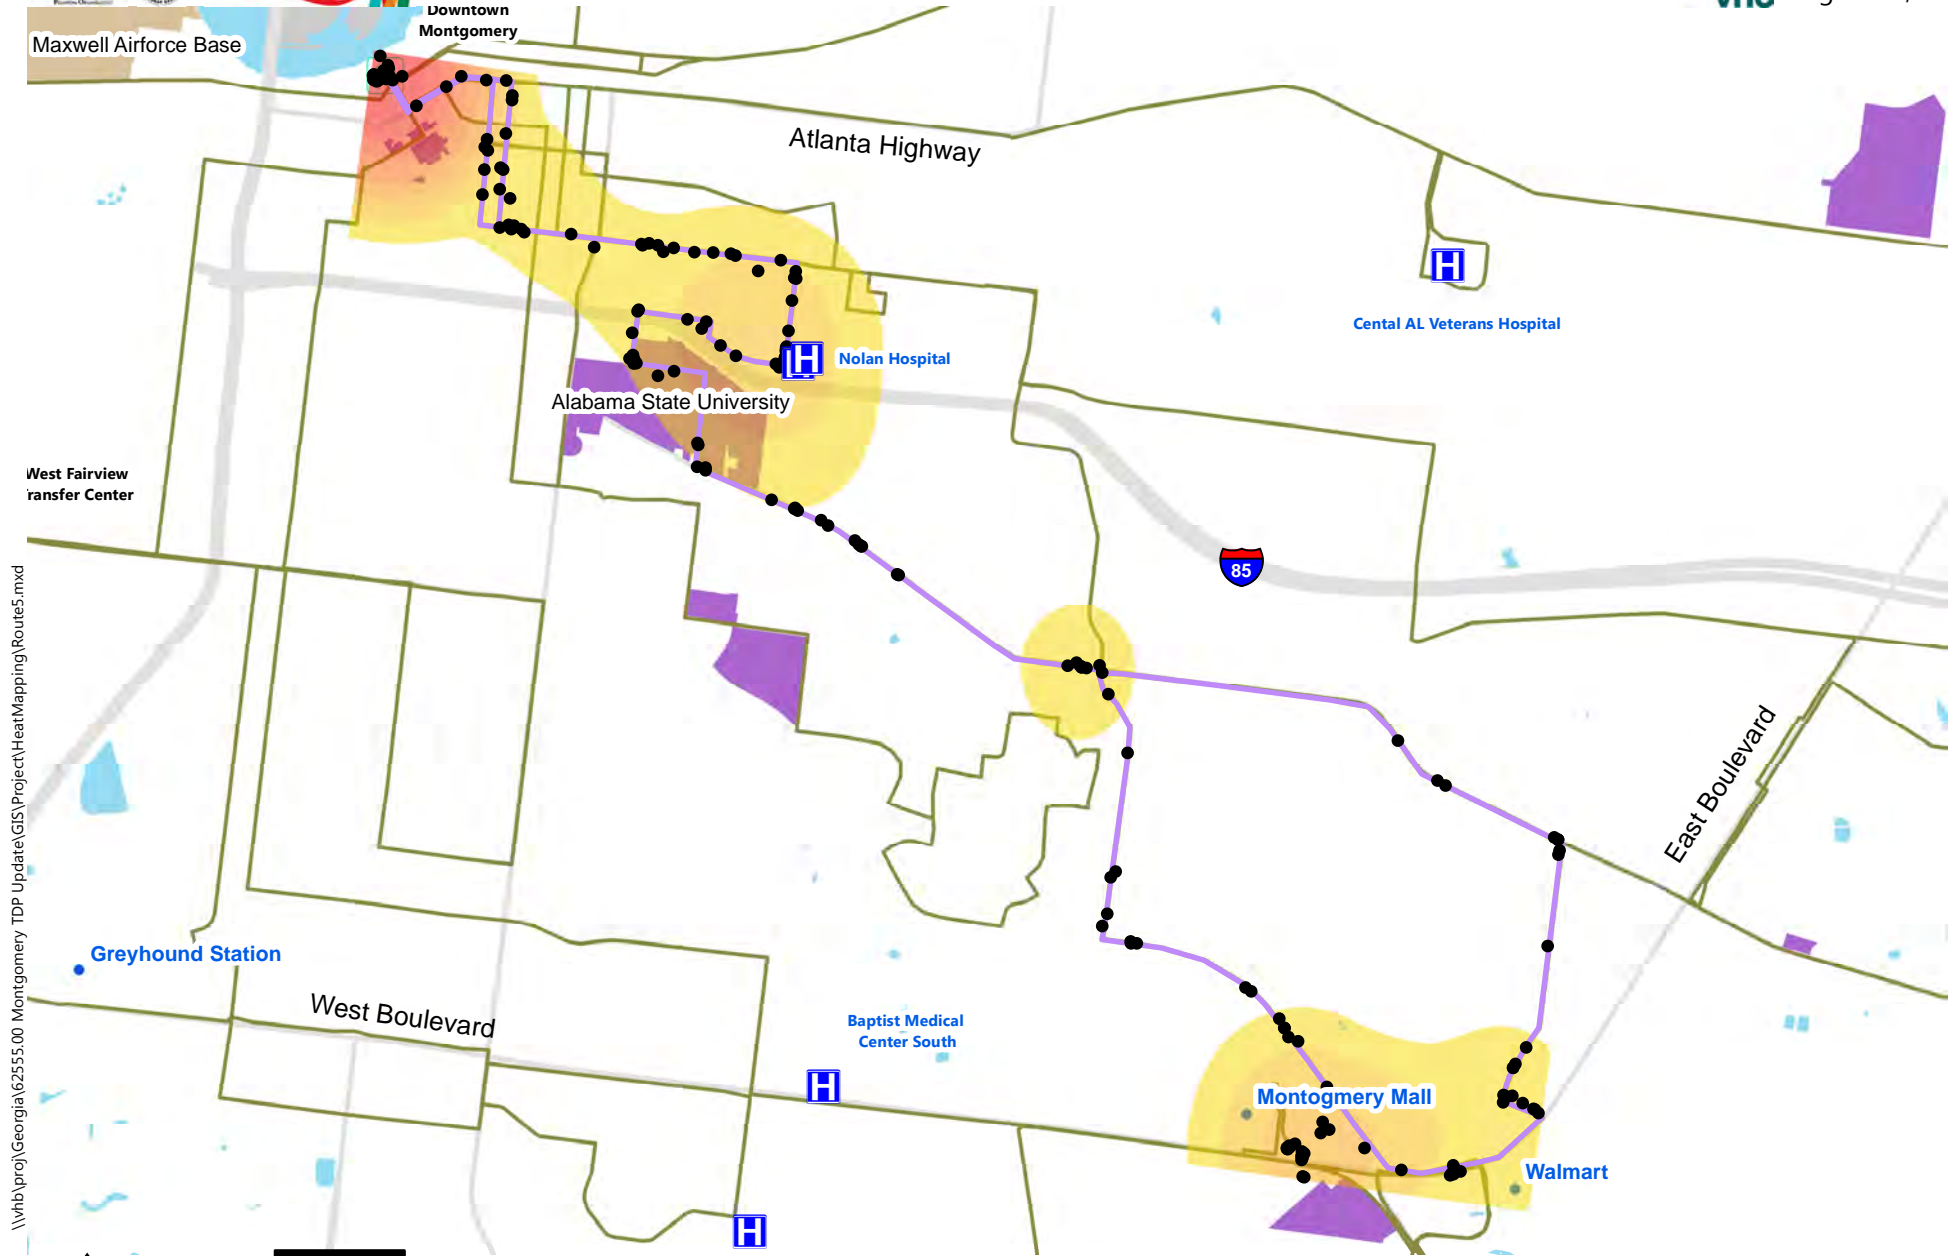 Downtown
Montgomery
Maxwell Airforce Base
Atlanta Highway
H
Cental AL Veterans Hospital
H
Nolan Hospital
Alabama State University
West Fairview
Transfer Center
85
East Boulevard
Greyhound Station
West Boulevard
Baptist Medical
Center South
H
Montogmery Mall
Walmart
H
\\vhb\proj\Georgia\62555.00 Montgomery TDP Update\GIS\Project\HeatMapping\Route5.mxd